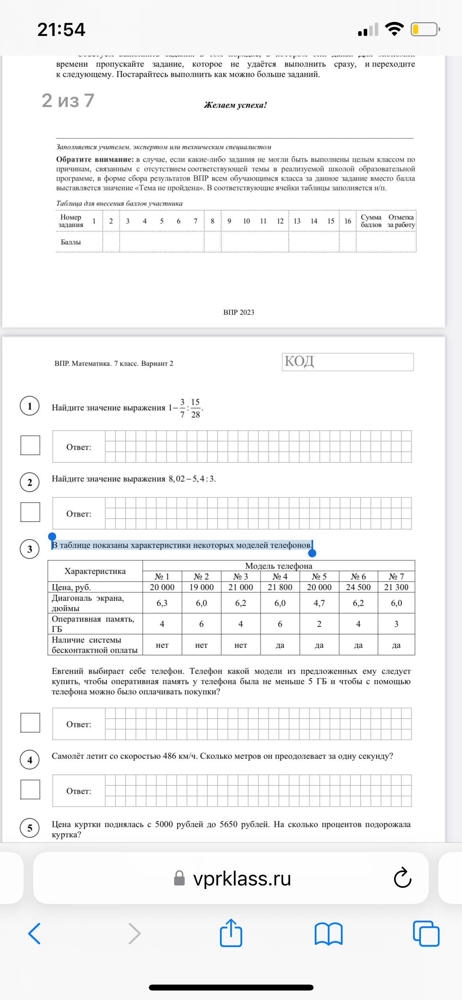 21:54
Советуем выполнять задания в том порядке, в котором они даны. Для экономии
времени пропускайте задание, которое не удаётся выполнить сразу, и переходите
к следующему. Постарайтесь выполнить как можно больше заданий.
2 из 7
Желаем успеха!
Заполняется учителем, экспертом или техническим специалистом
Обратите внимание: в случае, если какие-либо задания не могли быть выполнены целым классом по
причинам, связанным с отсутствием соответствующей темы в реализуемой школой образовательной
программе, в форме сбора результатов ВПР всем обучающимся класса за данное задание вместо балла
выставляется значение «Тема не пройдена». В соответствующие ячейки таблицы заполняется н/п.
Таблица для внесения баллов участника
Номер задания 1 2 3 4 5 6 7 8 9 10 11 12 13 14 15 16 Сумма баллов Отметка за работу
Баллы
ВПР 2023
ВПР. Математика. 7 класс. Вариант 2
КОД
1 Найдите значение выражения 1 − 3/7 : 15/28.
Ответ:
2 Найдите значение выражения 8,02 − 5,4 : 3.
Ответ:
3 В таблице показаны характеристики некоторых моделей телефонов.
Характеристика Модель телефона
№ 1 № 2 № 3 № 4 № 5 № 6 № 7
Цена, руб. 20 000 19 000 21 000 21 800 20 000 24 500 21 300
Диагональ экрана, дюймы 6,3 6,0 6,2 6,0 4,7 6,2 6,0
Оперативная память, ГБ 4 6 4 6 2 4 3
Наличие системы бесконтактной оплаты нет нет нет да да да да
Евгений выбирает себе телефон. Телефон какой модели из предложенных ему следует
купить, чтобы оперативная память у телефона была не меньше 5 ГБ и чтобы с помощью
телефона можно было оплачивать покупки?
Ответ:
4 Самолёт летит со скоростью 486 км/ч. Сколько метров он преодолевает за одну секунду?
Ответ:
5 Цена куртки поднялась с 5000 рублей до 5650 рублей. На сколько процентов подорожала
куртка?
vprklass.ru